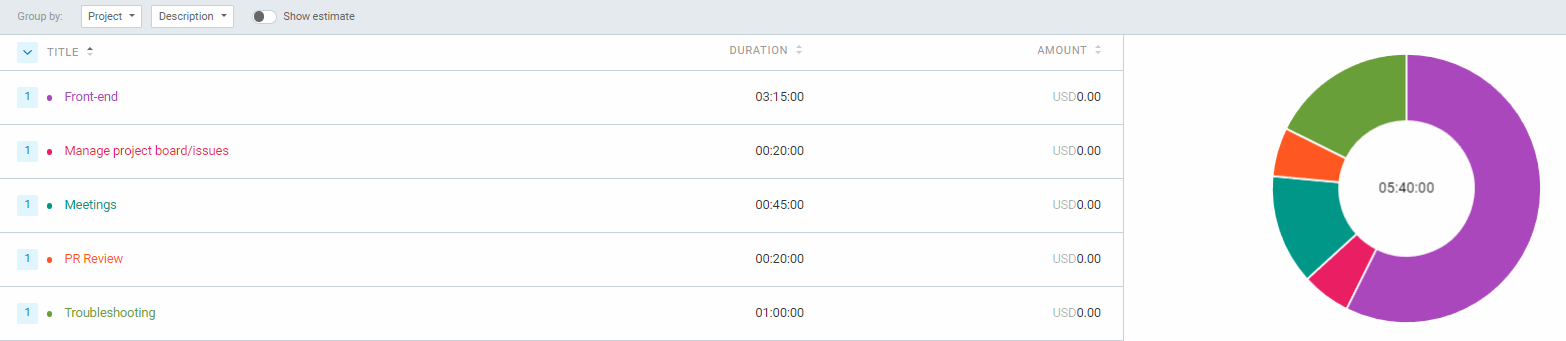 Group by: Project Description Show estimate
TITLE DURATION AMOUNT
1 Front-end 03:15:00 USD0.00
1 Manage project board/issues 00:20:00 USD0.00
1 Meetings 00:45:00 USD0.00
1 PR Review 00:20:00 USD0.00
1 Troubleshooting 01:00:00 USD0.00
05:40:00